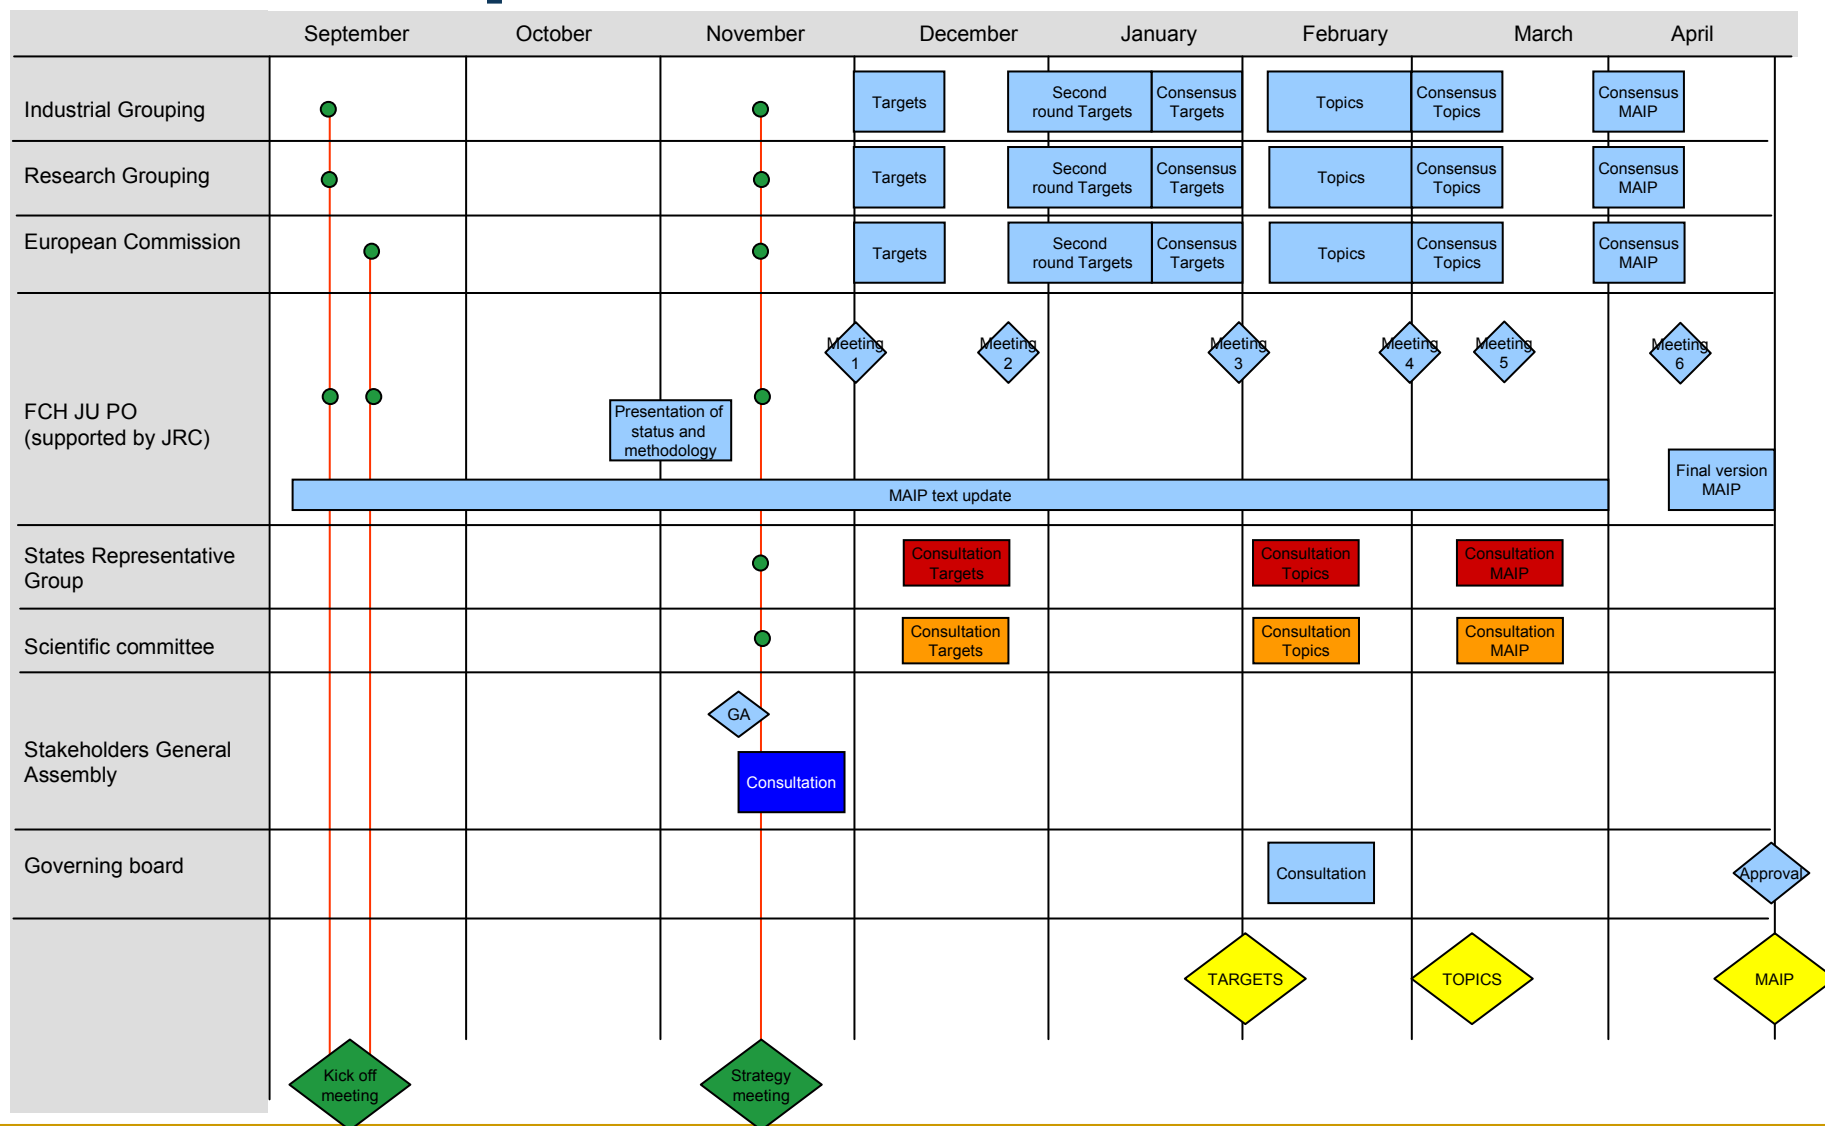 September October November December January February March April
Industrial Grouping
Targets
Second
round Targets
Consensus
Targets
Topics
Consensus
Topics
Consensus
MAIP
Research Grouping
Targets
Second
round Targets
Consensus
Targets
Topics
Consensus
Topics
Consensus
MAIP
European Commission
Targets
Second
round Targets
Consensus
Targets
Topics
Consensus
Topics
Consensus
MAIP
FCH JU PO
(supported by JRC)
Meeting
1
Meeting
2
Meeting
3
Meeting
4
Meeting
5
Meeting
6
Presentation of
status and
methodology
Final version
MAIP
MAIP text update
States Representative
Group
Consultation
Targets
Consultation
Topics
Consultation
MAIP
Scientific committee
Consultation
Targets
Consultation
Topics
Consultation
MAIP
Stakeholders General
Assembly
GA
Consultation
Governing board
Consultation
Approval
TARGETS
TOPICS
MAIP
Kick off
meeting
Strategy
meeting